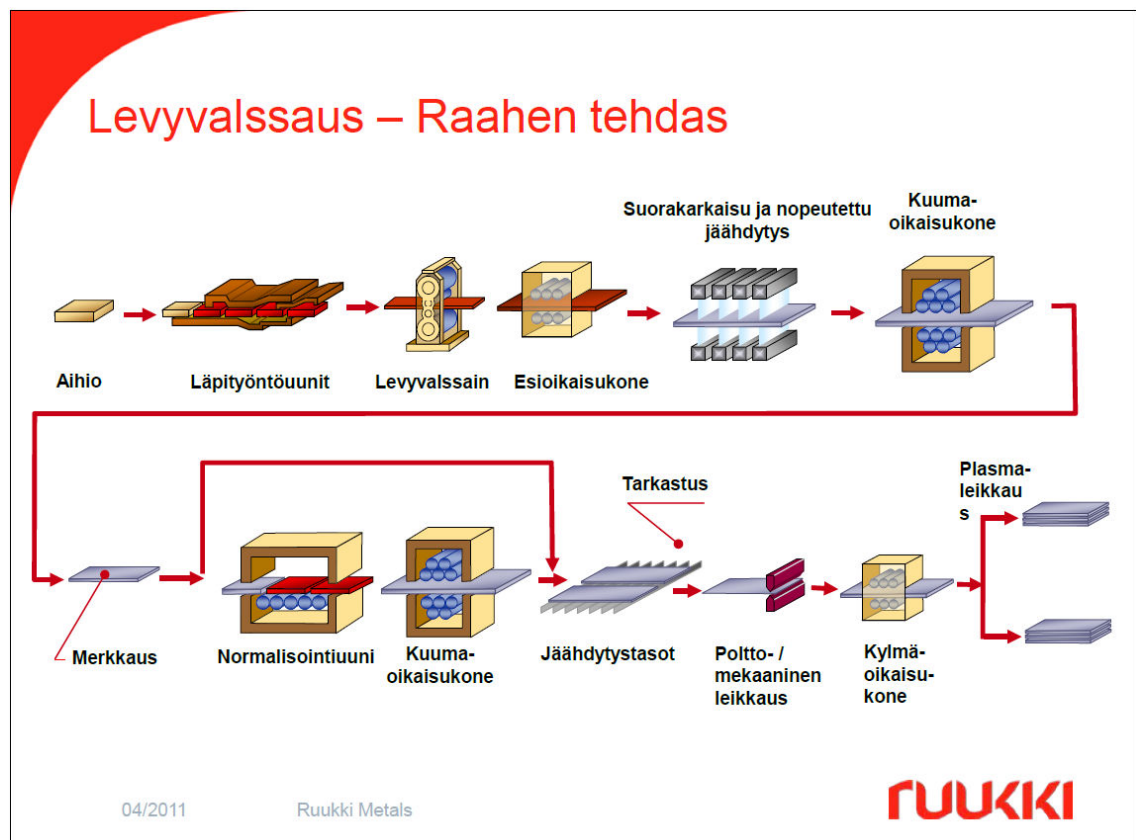 Levyvalssaus – Raahen tehdas
Suorakarkaisu ja nopeutettu
jäähdytys
Kuuma-
oikaisukone
Aihio
Läpityöntöuunit
Levyvalssain
Esioikaisukone
Tarkastus
Plasma-
leikkau
s
Merkkaus
Normalisointiuuni
Kuuma-
oikaisukone
Jäähdytystasot
Poltto- /
mekaaninen
leikkaus
Kylmä-
oikaisu-
kone
04/2011
Ruukki Metals
ruukki